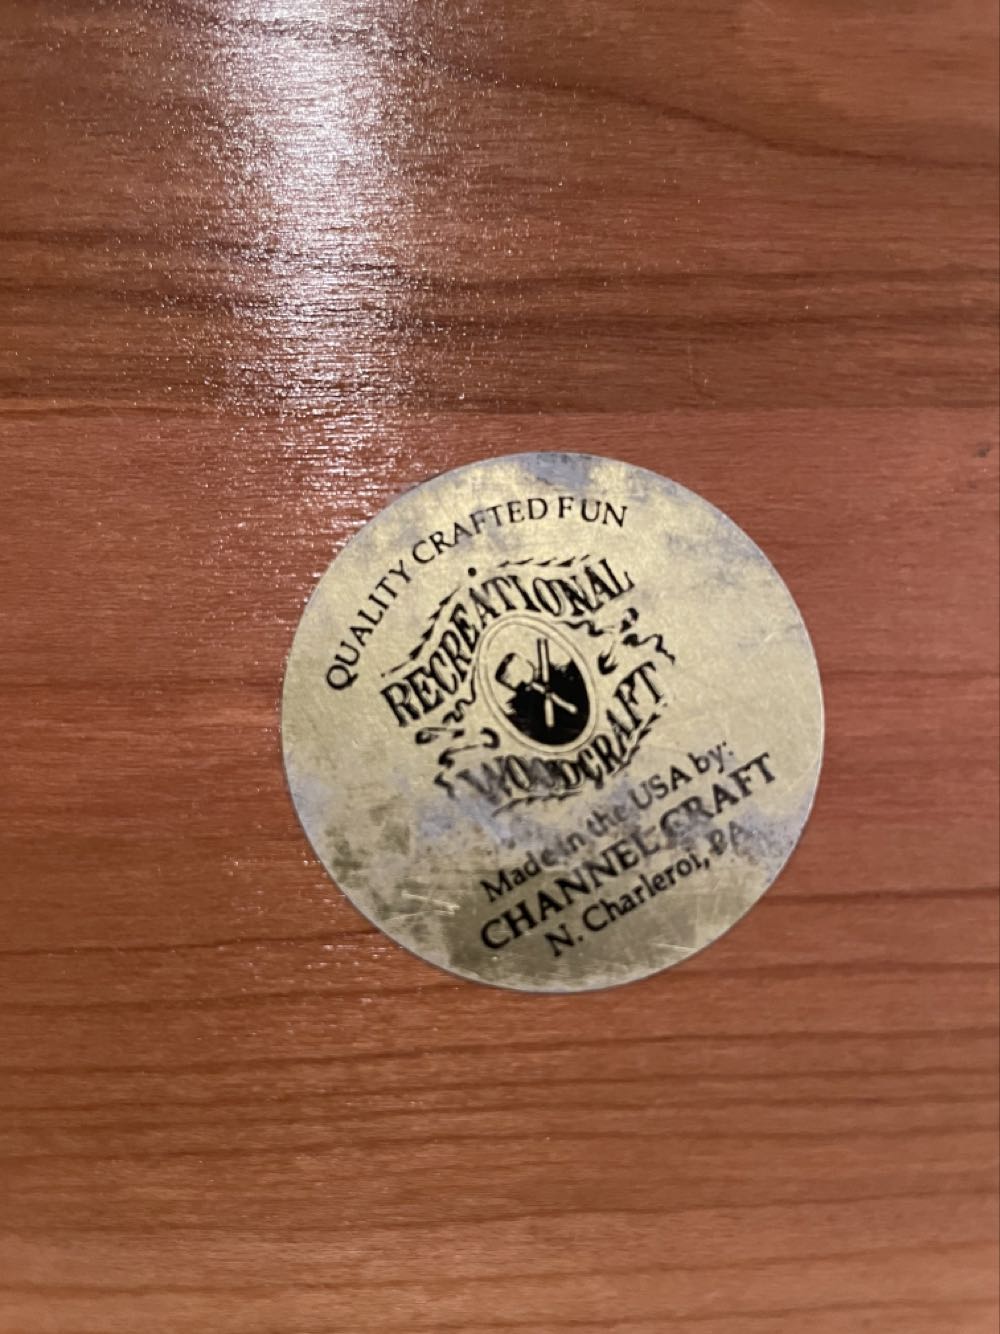 QUALITY CRAFTED FUN
RECREATIONAL
WOODCRAFT
Made in the USA by:
CHANNEL CRAFT
N. Charleroi, PA